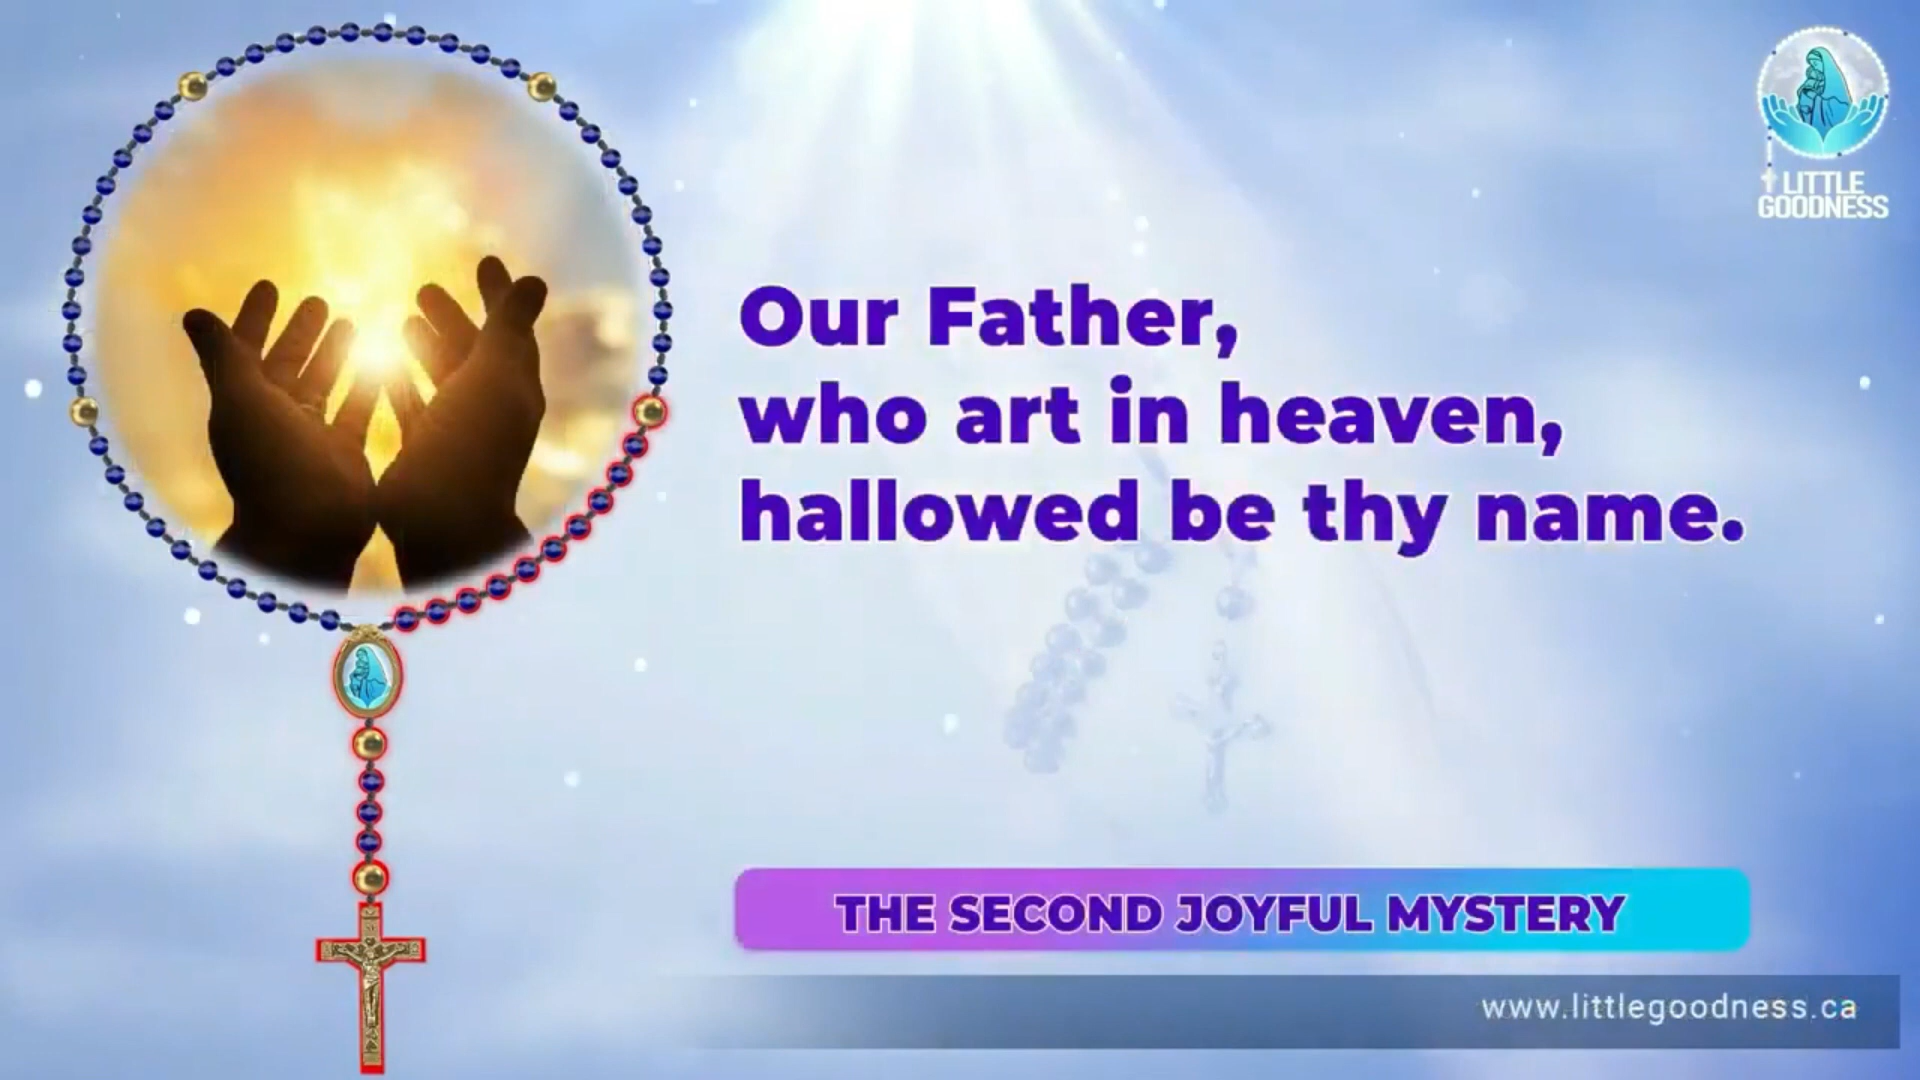 LITTLE
GOODNESS
Our Father,
who art in heaven,
hallowed be thy name.
THE SECOND JOYFUL MYSTERY
www.littlegoodness.ca